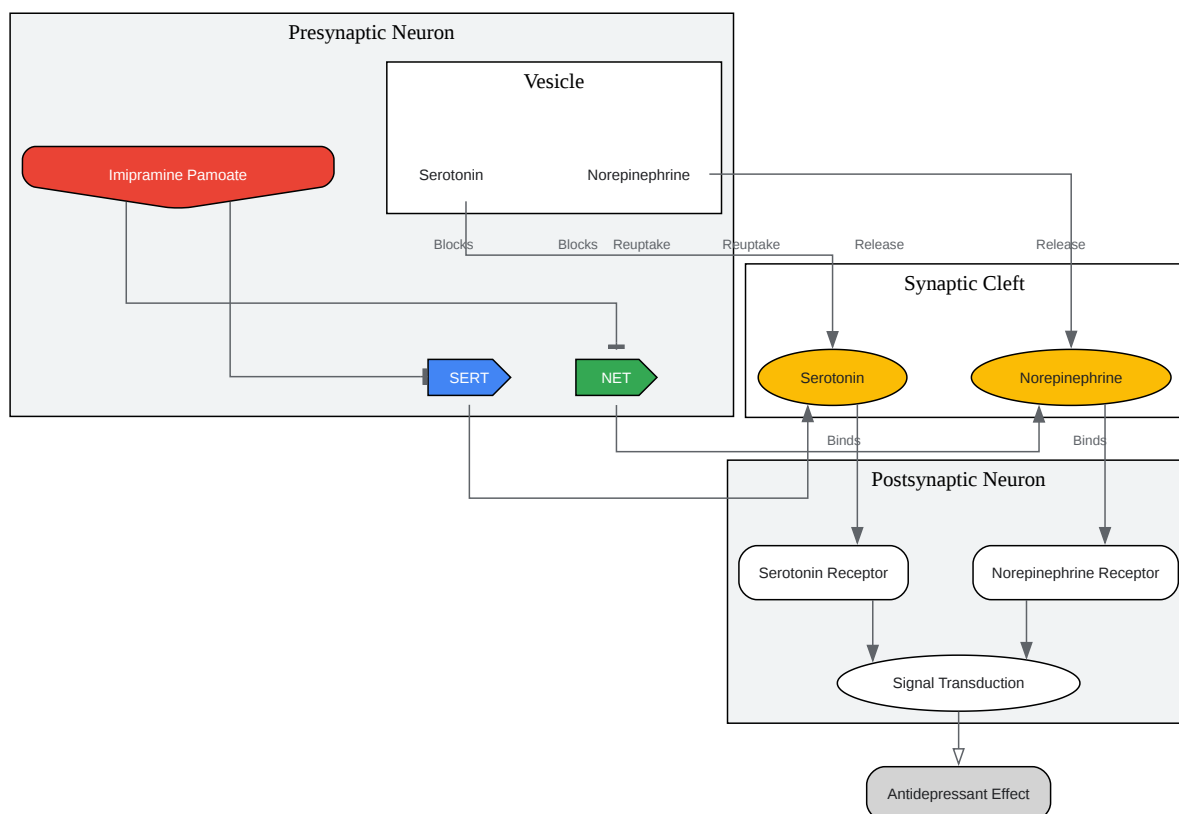 Presynaptic Neuron
Vesicle
Imipramine Pamoate
Serotonin
Norepinephrine
Blocks
Blocks
Reuptake
Reuptake
Release
Release
Synaptic Cleft
SERT
NET
Serotonin
Norepinephrine
Binds
Binds
Postsynaptic Neuron
Serotonin Receptor
Norepinephrine Receptor
Signal Transduction
Antidepressant Effect